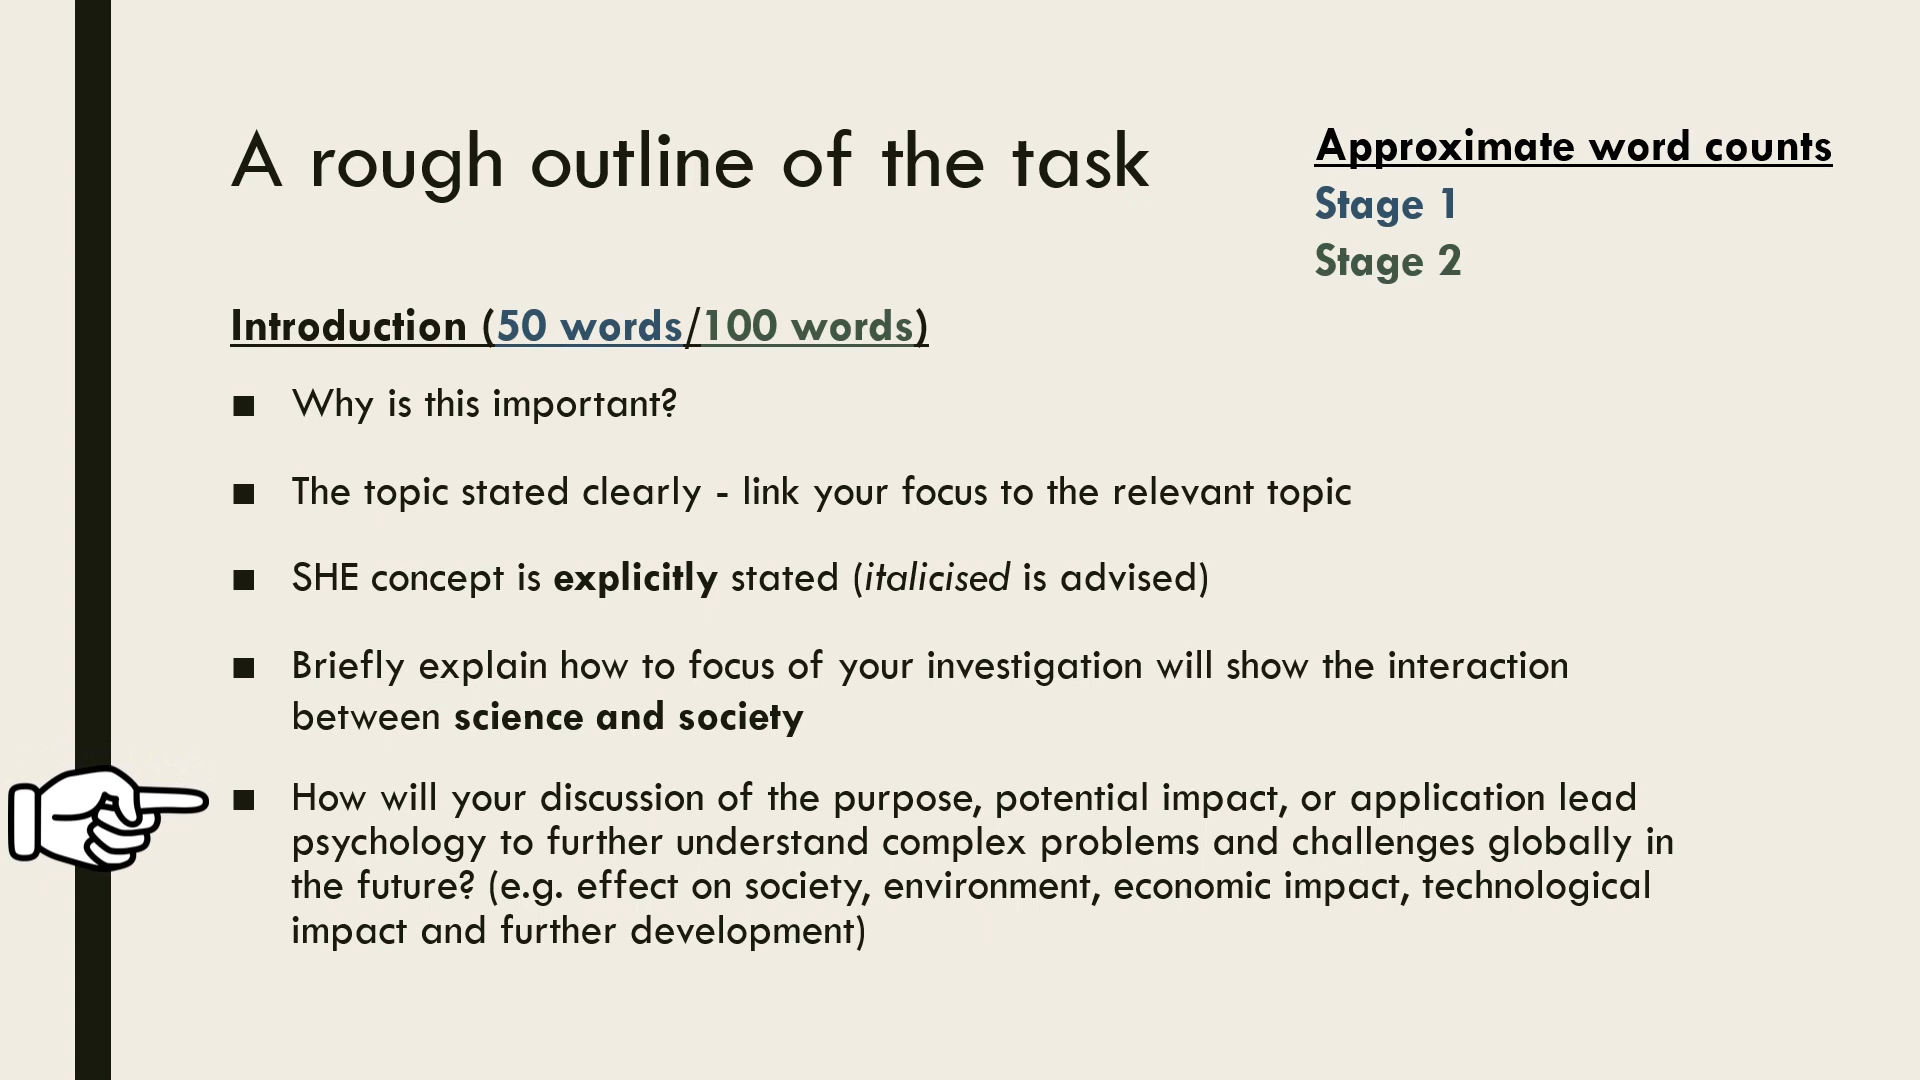 A rough outline of the task
Approximate word counts
Stage 1
Stage 2
Introduction (50 words/100 words)
■ Why is this important?
■ The topic stated clearly - link your focus to the relevant topic
■ SHE concept is explicitly stated (italicised is advised)
■ Briefly explain how to focus of your investigation will show the interaction
between science and society
■ How will your discussion of the purpose, potential impact, or application lead
psychology to further understand complex problems and challenges globally in
the future? (e.g. effect on society, environment, economic impact, technological
impact and further development)